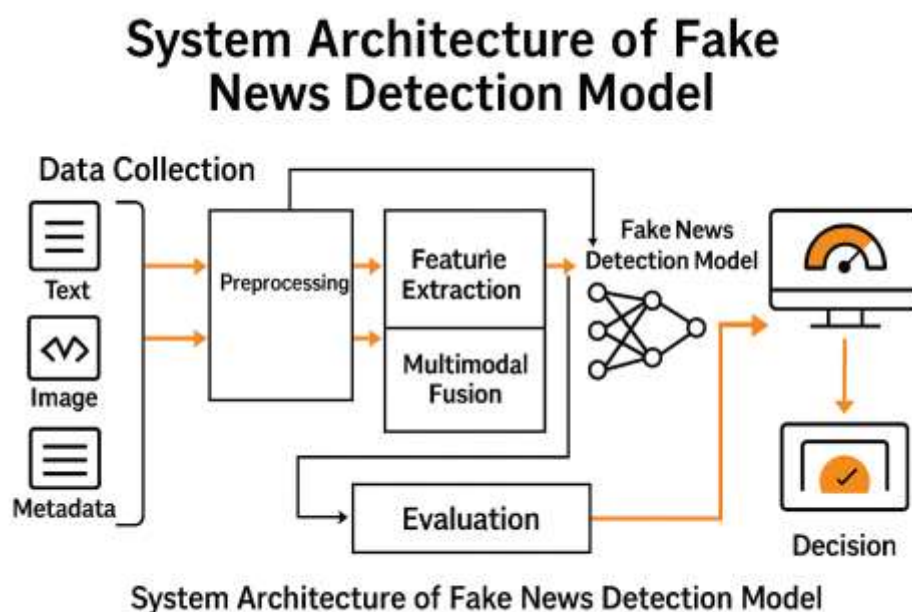 System Architecture of Fake
News Detection Model
Data Collection
Text
Image
Metadata
Preprocessing
Featurie
Extraction
Multimodal
Fusion
Fake News
Detection Model
Evaluation
Decision
System Architecture of Fake News Detection Model